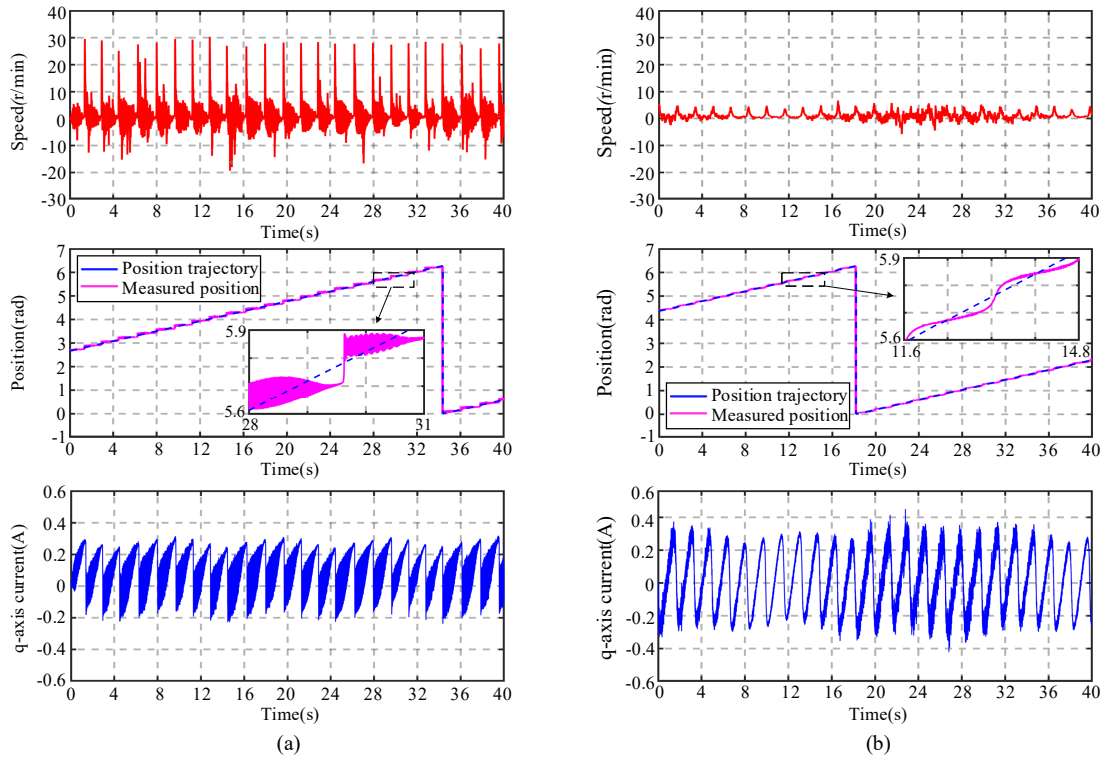 40
30
20
10
0
-10
-20
-30
Speed(r/min)
0 4 8 12 16 20 24 28 32 36 40
Time(s)
7
6
5
4
3
2
1
0
-1
Position(rad)
Position trajectory
Measured position
5.9
5.6
28 31
0 4 8 12 16 20 24 28 32 36 40
Time(s)
0.6
0.4
0.2
0
-0.2
-0.4
-0.6
q-axis current(A)
0 4 8 12 16 20 24 28 32 36 40
Time(s)
(a)
40
30
20
10
0
-10
-20
-30
Speed(r/min)
0 4 8 12 16 20 24 28 32 36 40
Time(s)
7
6
5
4
3
2
1
0
-1
Position(rad)
5.9
5.6
11.6 14.8
Position trajectory
Measured position
0 4 8 12 16 20 24 28 32 36 40
Time(s)
0.6
0.4
0.2
0
-0.2
-0.4
-0.6
q-axis current(A)
0 4 8 12 16 20 24 28 32 36 40
Time(s)
(b)